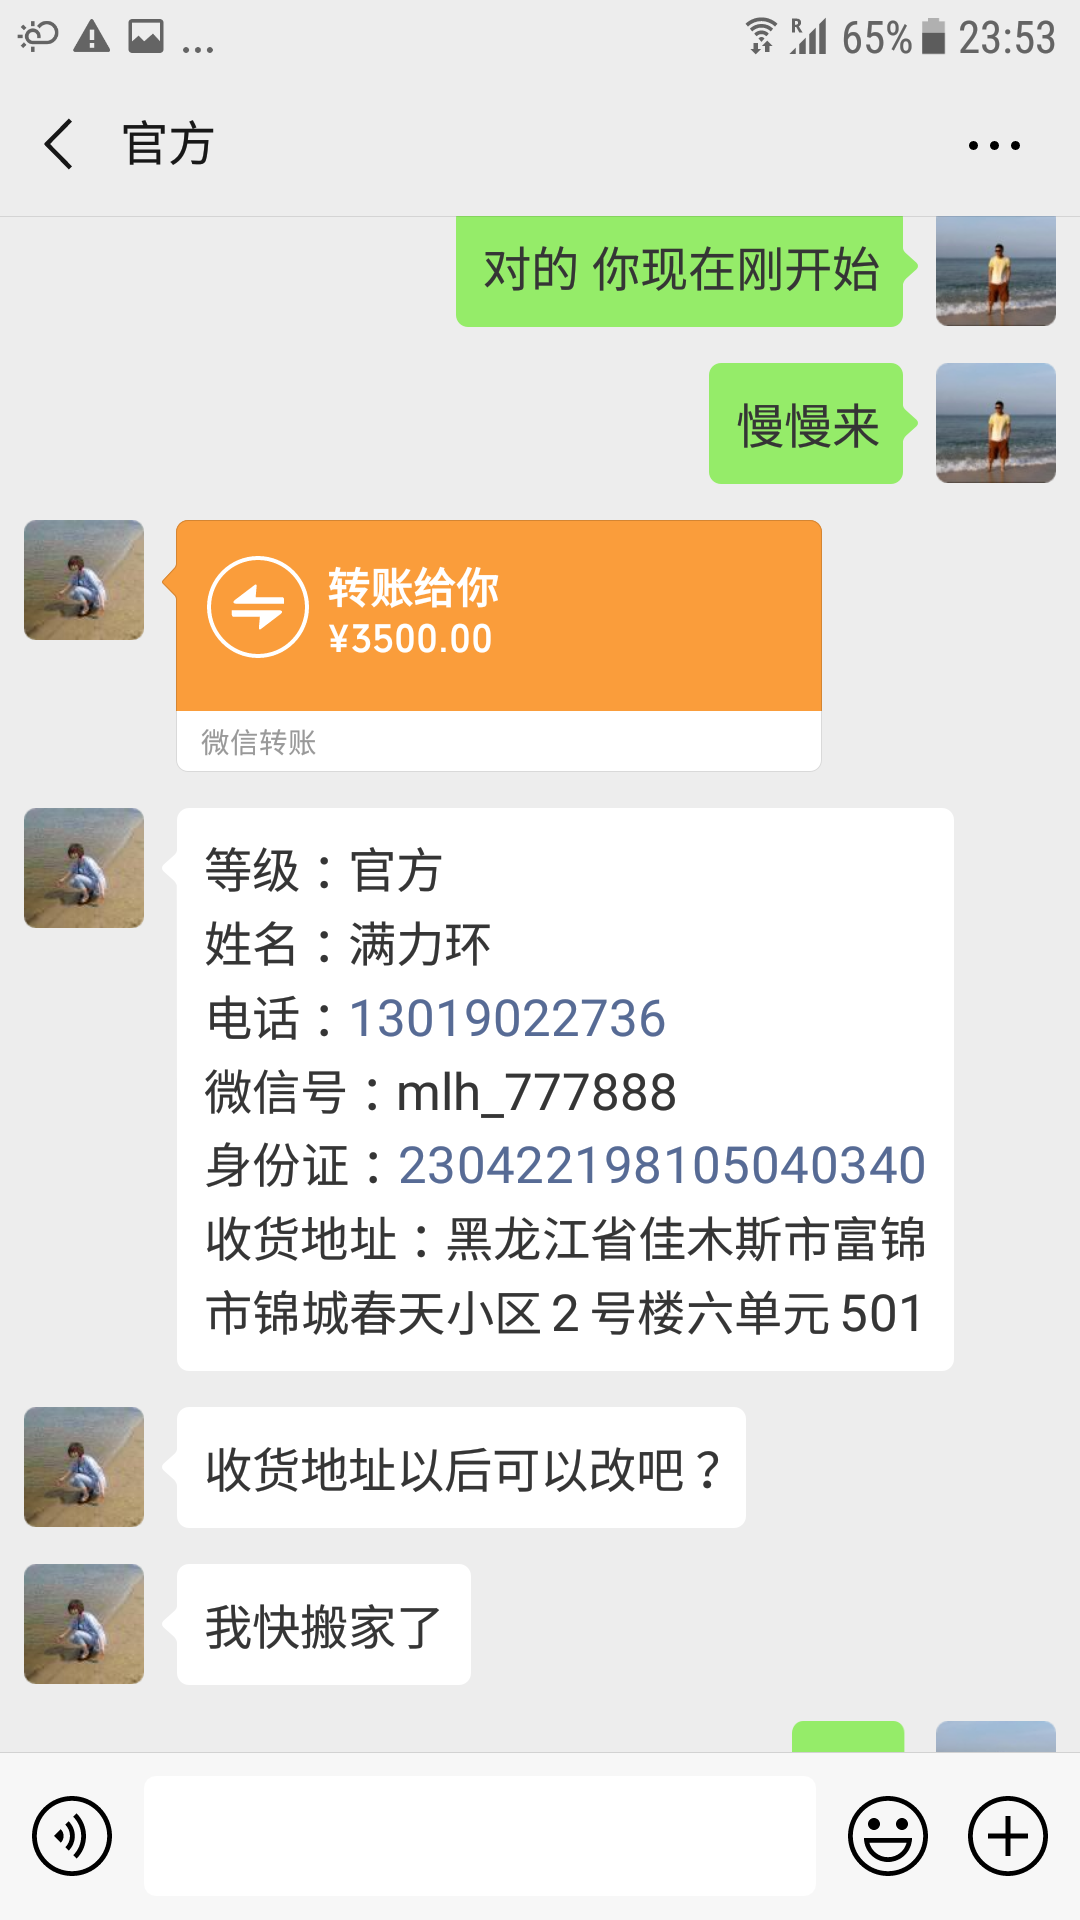 65% 23:53
官方
对的 你现在刚开始
慢慢来
转账给你
¥3500.00
微信转账
等级：官方
姓名：满力环
电话：13019022736
微信号：mlh_777888
身份证：230422198105040340
收货地址：黑龙江省佳木斯市富锦
市锦城春天小区2号楼六单元501
收货地址以后可以改吧？
我快搬家了